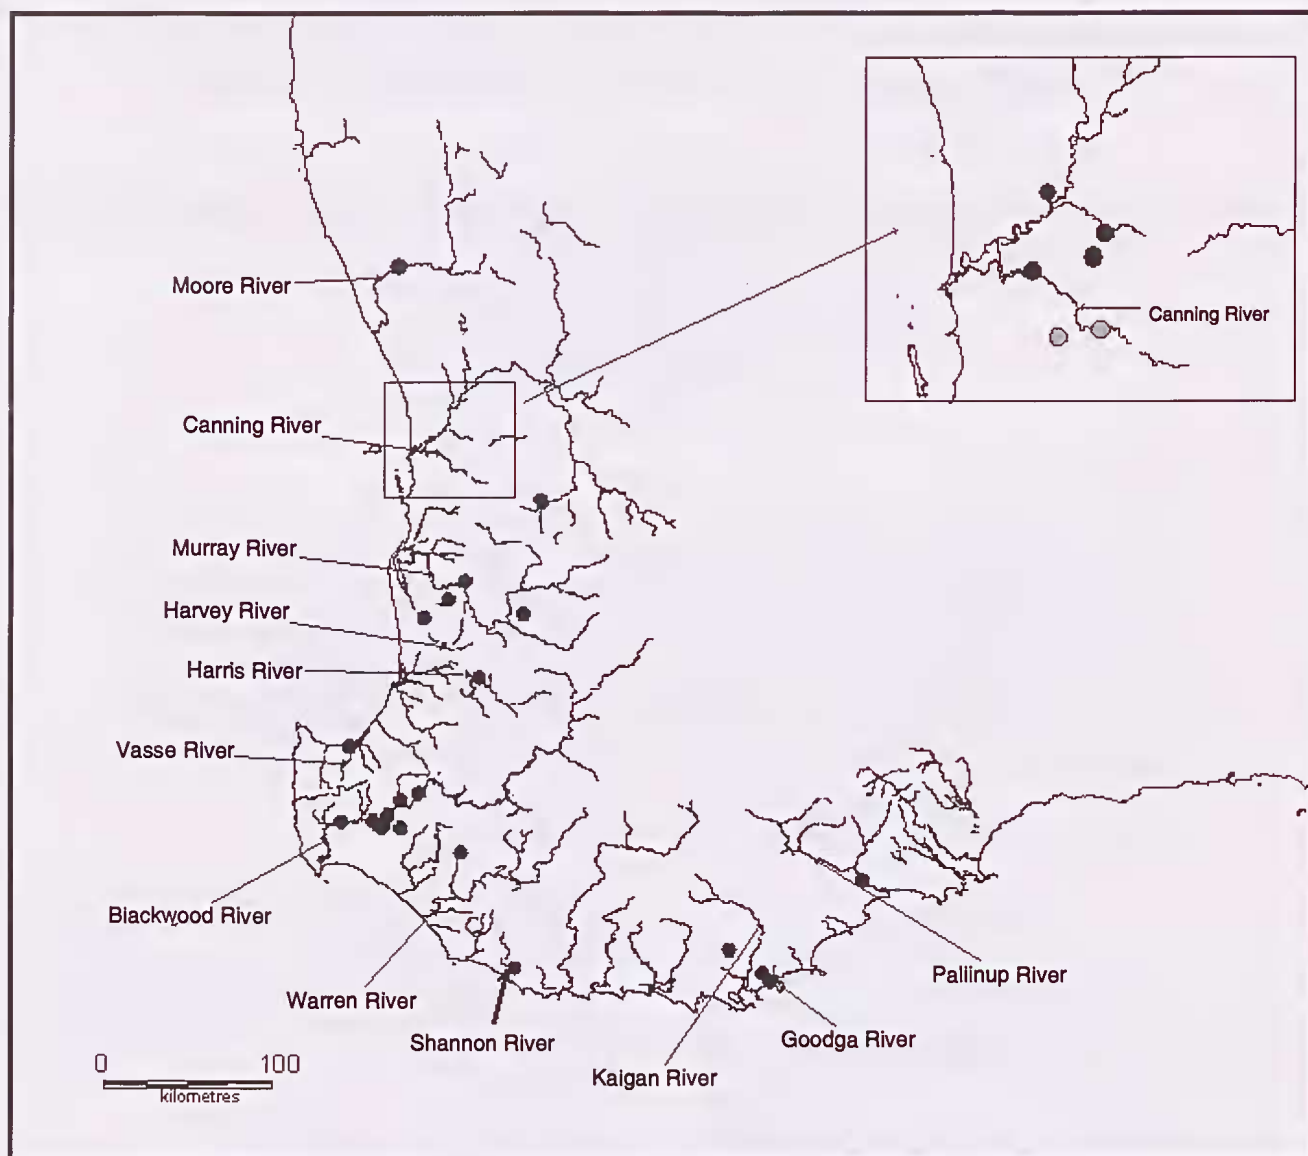 Moore River
Canning River
Canning River
Murray River
Harvey River
Harris River
Vasse River
Blackwood River
Warren River
Shannon River
Kaigan River
Goodga River
Pallinup River
0 100
kilometres